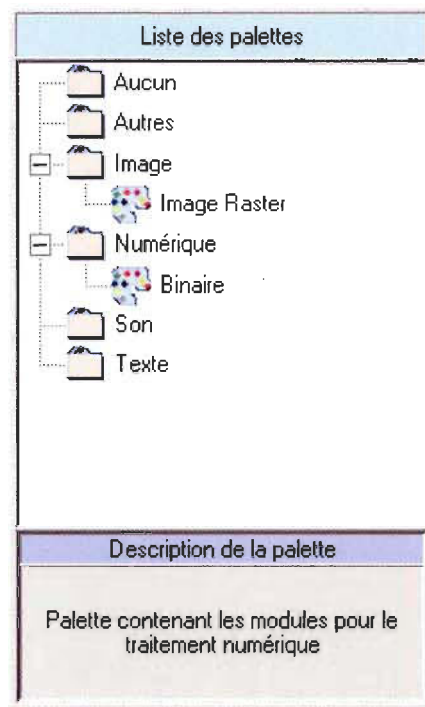 Liste des palettes
Aucun
Autres
Image
Image Raster
Numérique
Binaire
Son
Texte
Description de la palette
Palette contenant les modules pour le
traitement numérique